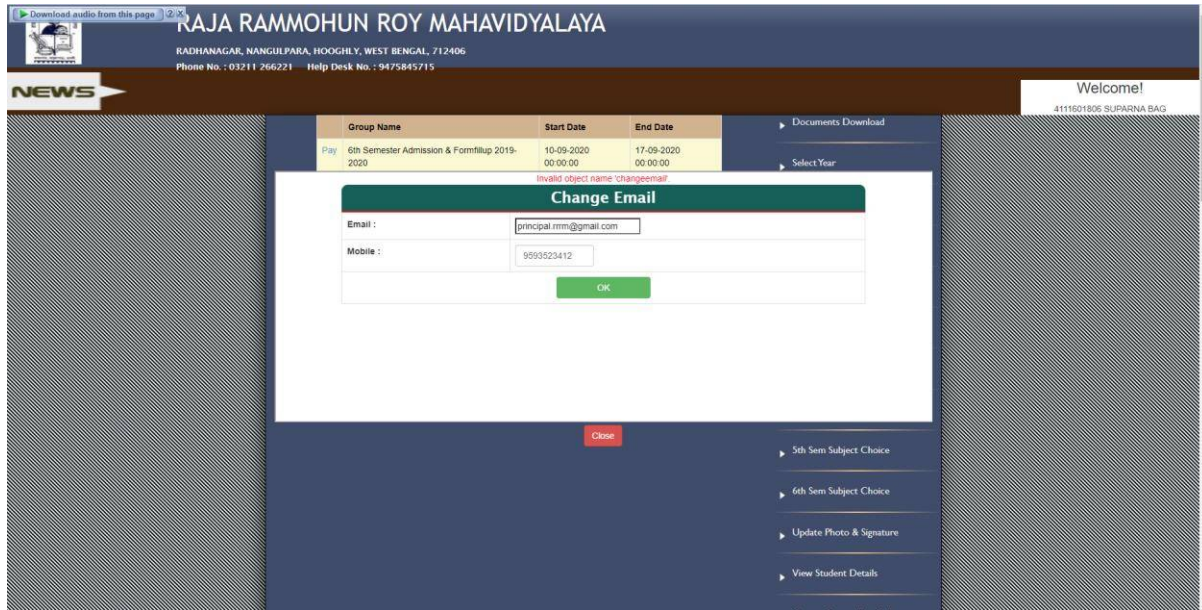 Download audio from this page ? X
RAJA RAMMOHUN ROY MAHAVIDYALAYA
RADHANAGAR, NANGULPARA, HOOGHLY, WEST BENGAL, 712406
Phone No. : 03211 266221 Help Desk No. : 9475845715
NEWS
Welcome!
4111601806 SUPARNA BAG
Group Name Start Date End Date
Pay 6th Semester Admission & Formfillup 2019- 10-09-2020 17-09-2020
2020 00:00:00 00:00:00
Documents Download
Select Year
Invalid object name 'changeemail'.
Change Email
Email : principal.rrrm@gmail.com
Mobile : 9593523412
OK
Close
5th Sem Subject Choice
6th Sem Subject Choice
Update Photo & Signature
View Student Details